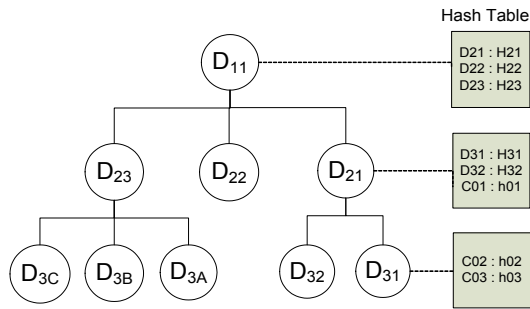 Hash Table
D11
D21 : H21
D22 : H22
D23 : H23
D23
D22
D21
D31 : H31
D32 : H32
C01 : h01
D3C
D3B
D3A
D32
D31
C02 : h02
C03 : h03